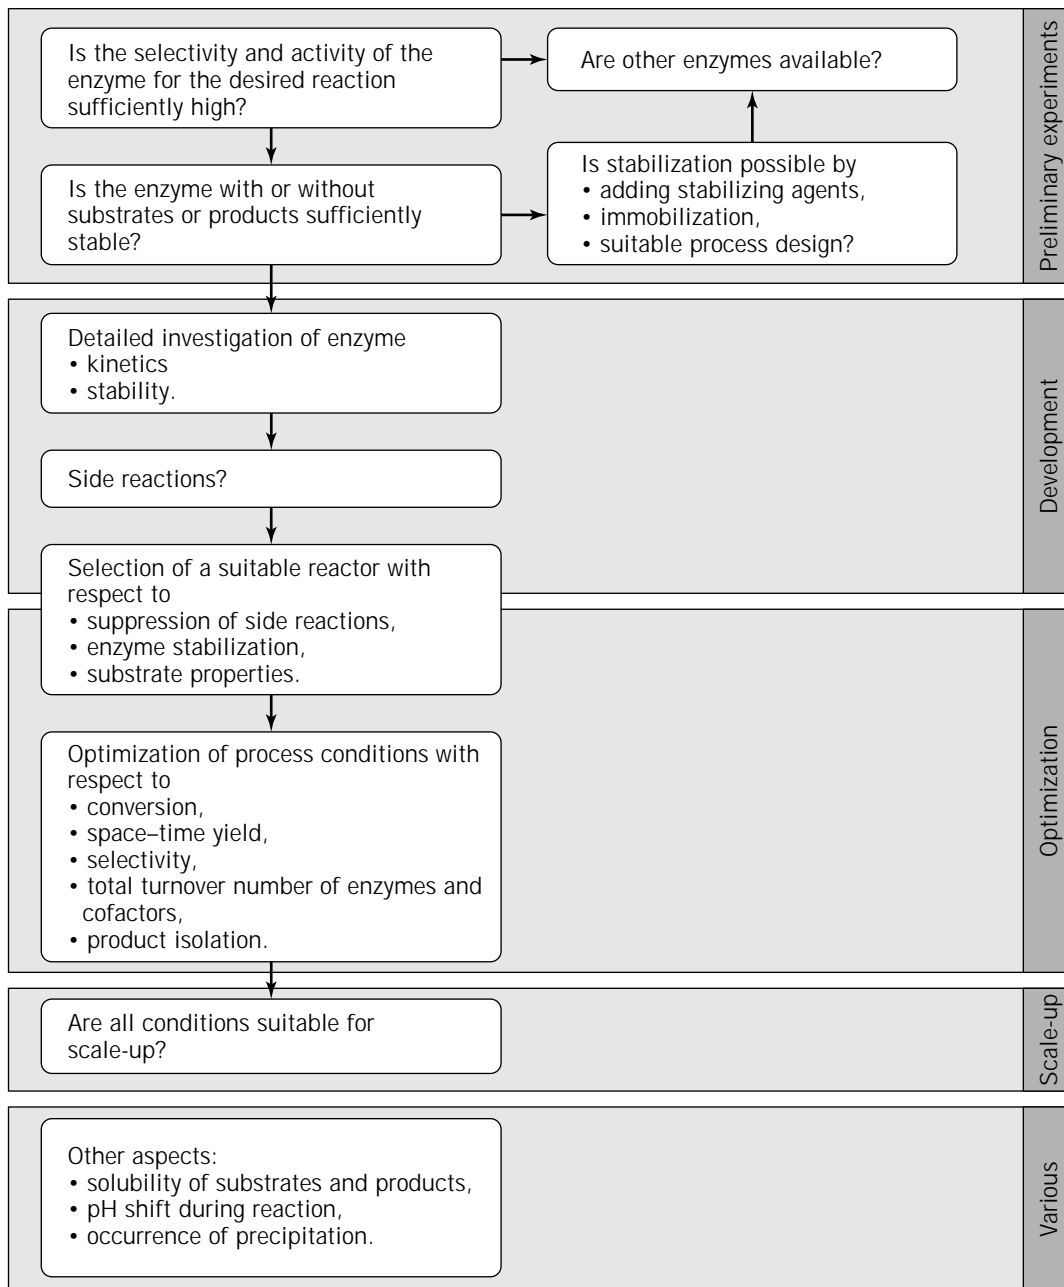 Is the selectivity and activity of the
enzyme for the desired reaction
sufficiently high?
Are other enzymes available?
Is the enzyme with or without
substrates or products sufficiently
stable?
Is stabilization possible by
• adding stabilizing agents,
• immobilization,
• suitable process design?
Preliminary experiments
Detailed investigation of enzyme
• kinetics
• stability.
Side reactions?
Development
Selection of a suitable reactor with
respect to
• suppression of side reactions,
• enzyme stabilization,
• substrate properties.
Optimization of process conditions with
respect to
• conversion,
• space–time yield,
• selectivity,
• total turnover number of enzymes and
cofactors,
• product isolation.
Optimization
Are all conditions suitable for
scale-up?
Scale-up
Other aspects:
• solubility of substrates and products,
• pH shift during reaction,
• occurrence of precipitation.
Various